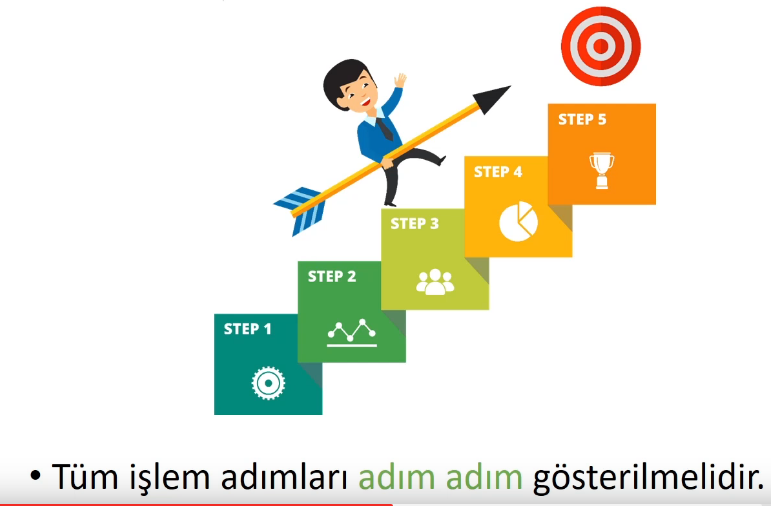 STEP 5
STEP 4
STEP 3
STEP 2
STEP 1
• Tüm işlem adımları adım adım gösterilmelidir.